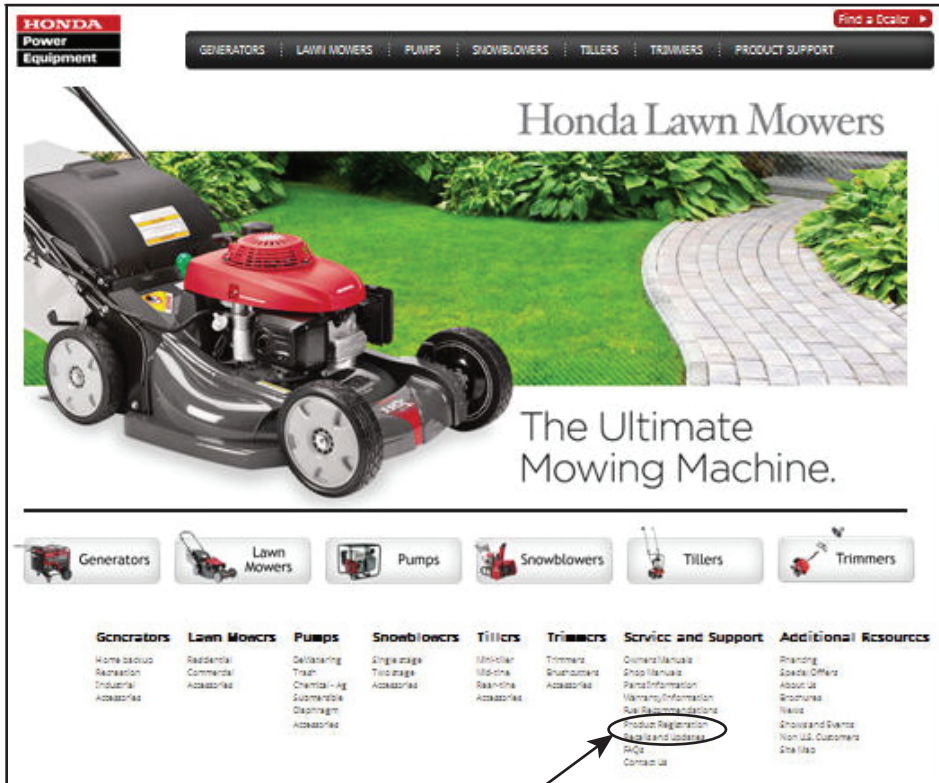 HONDA
Power
Equipment
Find a Dealer
GENERATORS LAWN MOWERS PUMPS SNOWBLOWERS TILLERS TRIMMERS PRODUCT SUPPORT
Honda Lawn Mowers
The Ultimate
Mowing Machine.
Generators
Lawn
Mowers
Pumps
Snowblowers
Tillers
Trimmers
Generators
Home backup
Recreation
Industrial
Accessories
Lawn Mowers
Residential
Commercial
Accessories
Pumps
DeWatering
Trash
Chemical - Ag
Submersible
Diaphragm
Accessories
Snowblowers
Single stage
Two stage
Accessories
Tillers
Mini-tiller
Mid-tine
Rear-tine
Accessories
Trimmers
Trimmers
Brushcutters
Accessories
Service and Support
Owners Manuals
Shop Manuals
Parts Information
Warranty Information
Fuel Recommendations
Product Registration
Recalls and Updates
FAQs
Contact Us
Additional Resources
Financing
Special Offers
About Us
Brochures
News
Shows and Events
Non U.S. Customers
Site Map